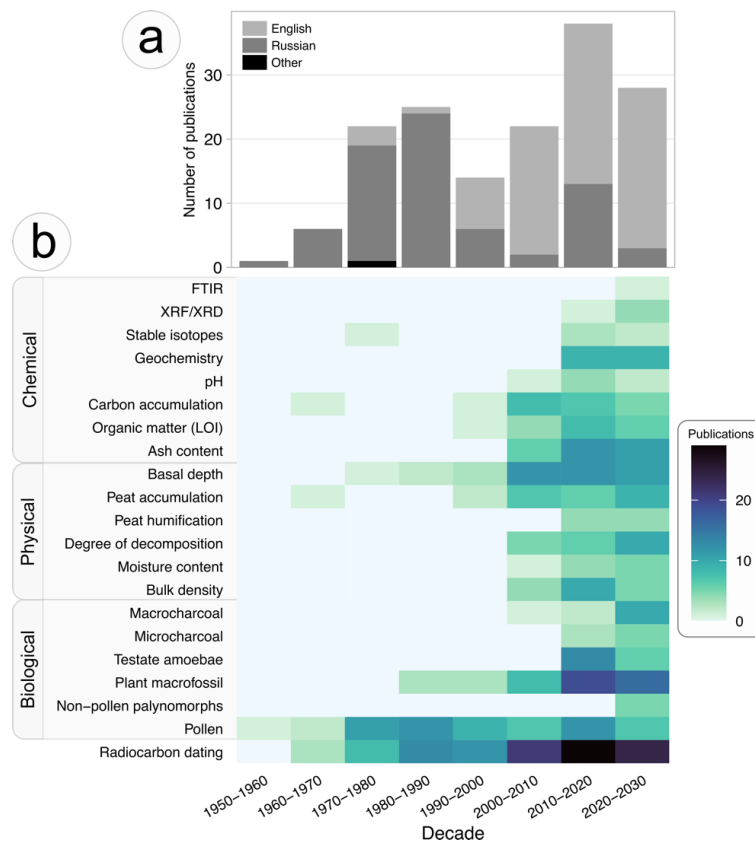 a
English
Russian
Other
Number of publications
30
20
10
0
b
Chemical
FTIR
XRF/XRD
Stable isotopes
Geochemistry
pH
Carbon accumulation
Organic matter (LOI)
Ash content
Physical
Basal depth
Peat accumulation
Peat humification
Degree of decomposition
Moisture content
Bulk density
Biological
Macrocharcoal
Microcharcoal
Testate amoebae
Plant macrofossil
Non-pollen palynomorphs
Pollen
Radiocarbon dating
Publications
20
10
0
1950–1960
1960–1970
1970–1980
1980–1990
1990–2000
2000–2010
2010–2020
2020–2030
Decade